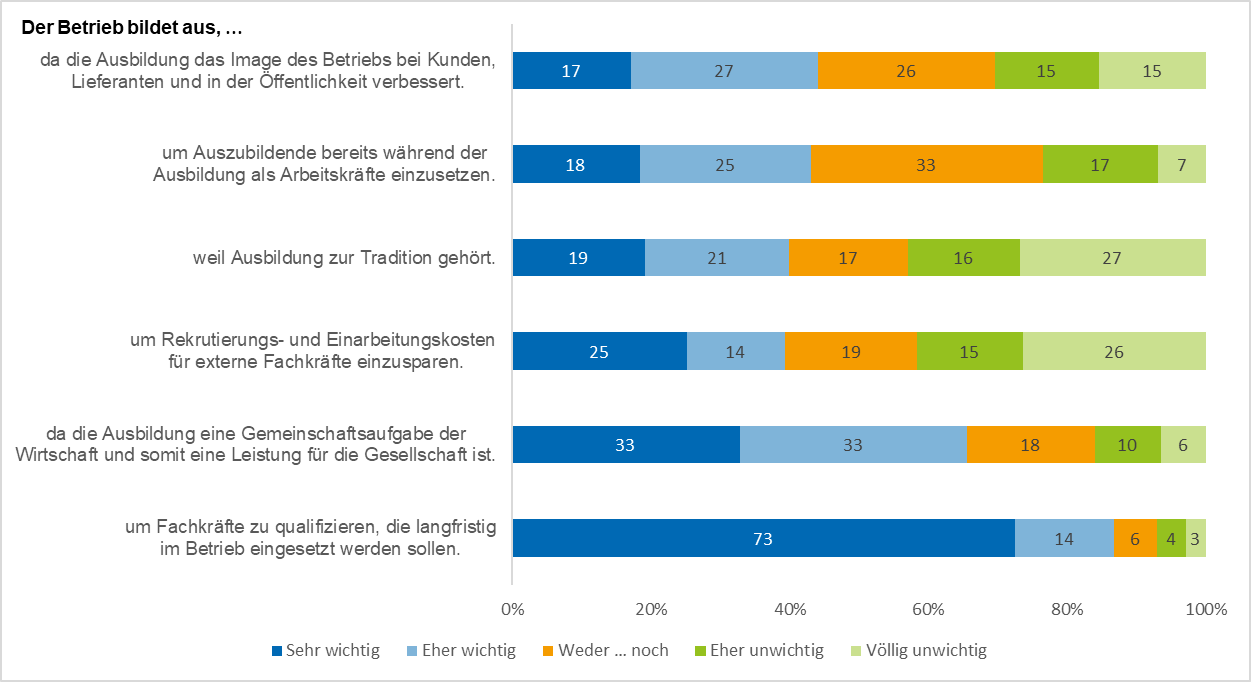 Der Betrieb bildet aus, …
da die Ausbildung das Image des Betriebs bei Kunden,
Lieferanten und in der Öffentlichkeit verbessert.
17 27 26 15 15
um Auszubildende bereits während der
Ausbildung als Arbeitskräfte einzusetzen.
18 25 33 17 7
weil Ausbildung zur Tradition gehört.
19 21 17 16 27
um Rekrutierungs- und Einarbeitungskosten
für externe Fachkräfte einzusparen.
25 14 19 15 26
da die Ausbildung eine Gemeinschaftsaufgabe der
Wirtschaft und somit eine Leistung für die Gesellschaft ist.
33 33 18 10 6
um Fachkräfte zu qualifizieren, die langfristig
im Betrieb eingesetzt werden sollen.
73 14 6 4 3
0% 20% 40% 60% 80% 100%
Sehr wichtig Eher wichtig Weder … noch Eher unwichtig Völlig unwichtig